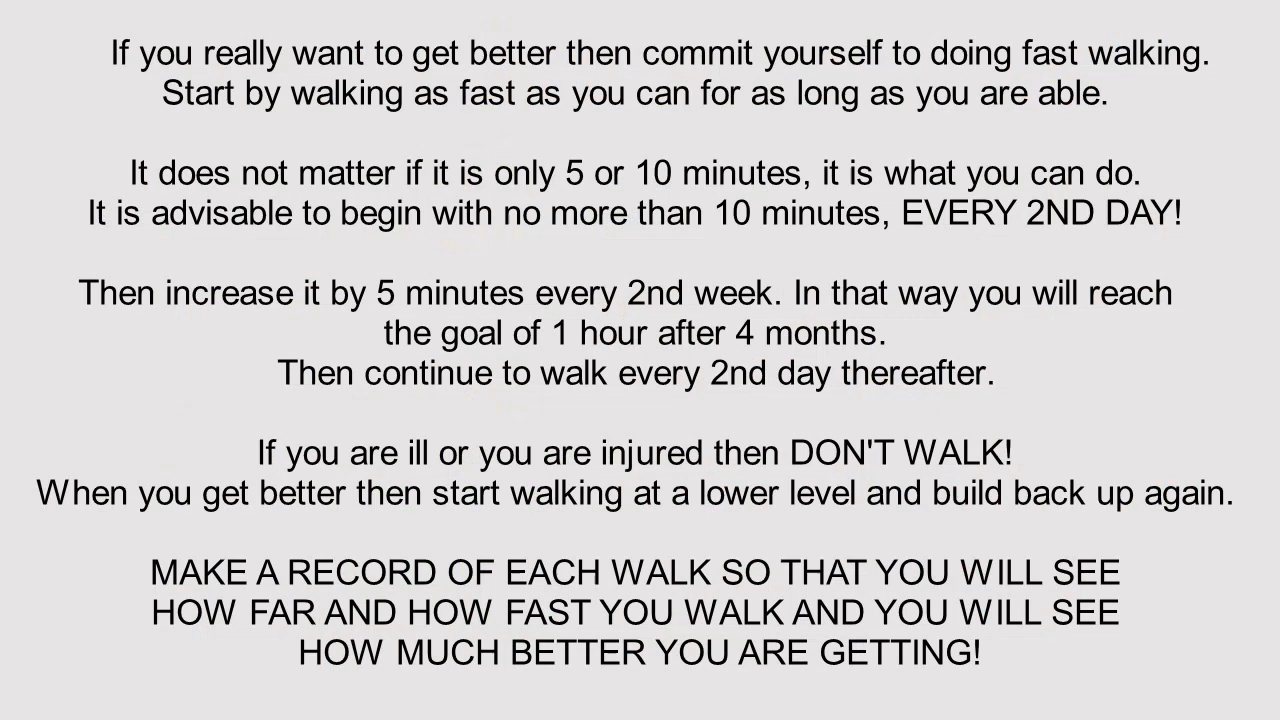 If you really want to get better then commit yourself to doing fast walking.
Start by walking as fast as you can for as long as you are able.
It does not matter if it is only 5 or 10 minutes, it is what you can do.
It is advisable to begin with no more than 10 minutes, EVERY 2ND DAY!
Then increase it by 5 minutes every 2nd week. In that way you will reach
the goal of 1 hour after 4 months.
Then continue to walk every 2nd day thereafter.
If you are ill or you are injured then DON'T WALK!
When you get better then start walking at a lower level and build back up again.
MAKE A RECORD OF EACH WALK SO THAT YOU WILL SEE
HOW FAR AND HOW FAST YOU WALK AND YOU WILL SEE
HOW MUCH BETTER YOU ARE GETTING!